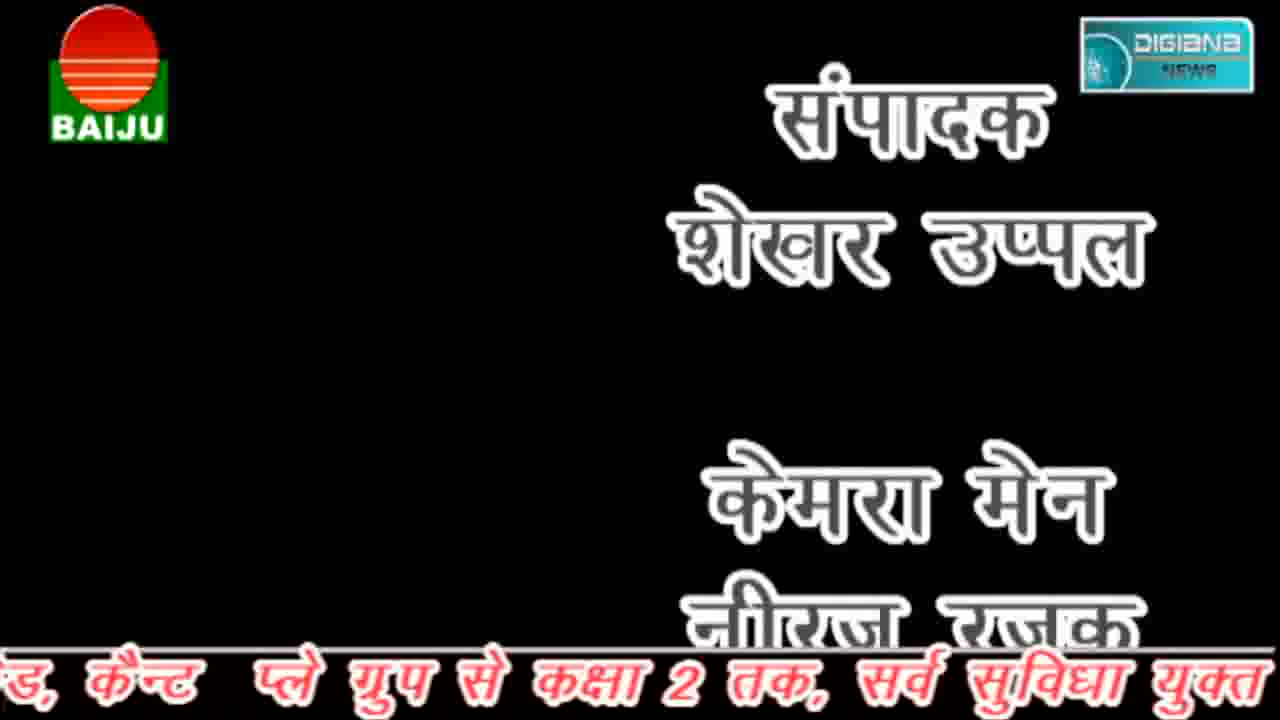 BAIJU
DIGIANA
NEWS
संपादक
शेखर उप्पल
केमरा मेन
नीरज रजक
कैन्ट प्ले ग्रुप से कक्षा 2 तक, सर्व सुविधा युक्त